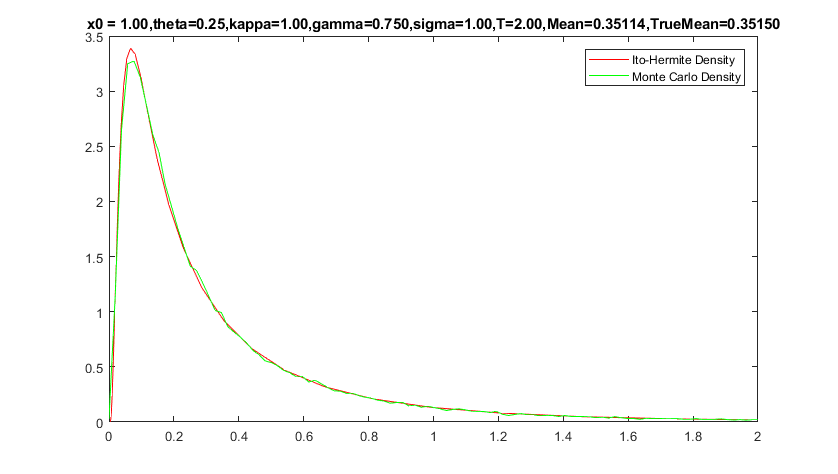 x0 = 1.00,theta=0.25,kappa=1.00,gamma=0.750,sigma=1.00,T=2.00,Mean=0.35114,TrueMean=0.35150
3.5
3
2.5
2
1.5
1
0.5
0
Ito-Hermite Density
Monte Carlo Density
0 0.2 0.4 0.6 0.8 1 1.2 1.4 1.6 1.8 2